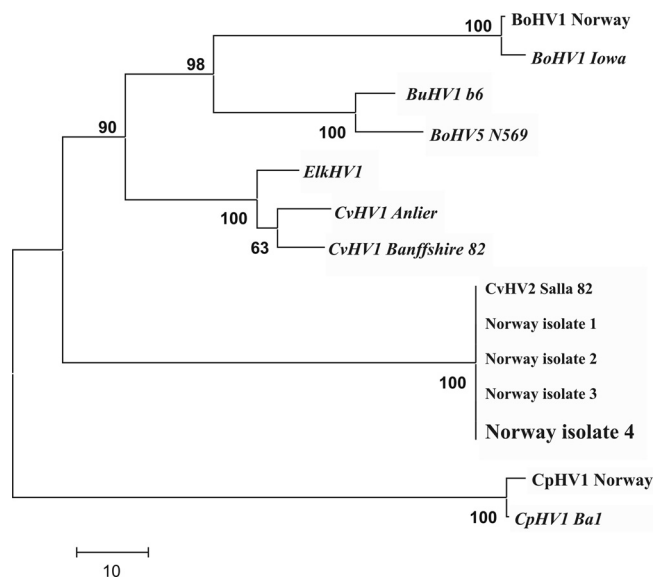 BoHV1 Norway
100
BoHV1 Iowa
98
BuHV1 b6
100
BoHV5 N569
90
ElkHV1
100
CvHV1 Anlier
63
CvHV1 Banffshire 82
CvHV2 Salla 82
Norway isolate 1
Norway isolate 2
100
Norway isolate 3
Norway isolate 4
CpHV1 Norway
100
CpHV1 Ba1
10